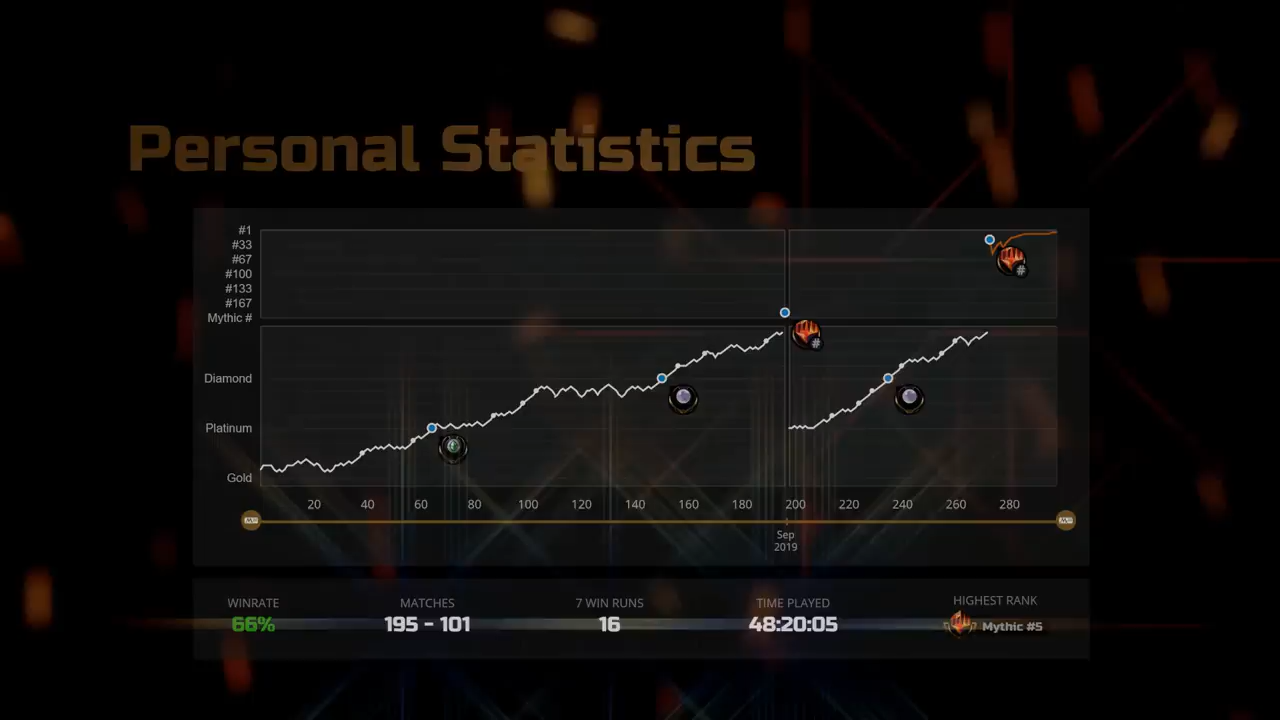 Personal Statistics
#1
#33
#67
#100
#133
#167
Mythic #
#
#
Diamond
Platinum
Gold
20 40 60 80 100 120 140 160 180 200 220 240 260 280
Sep
2019
WINRATE MATCHES 7 WIN RUNS TIME PLAYED HIGHEST RANK
66% 195 - 101 16 48:20:05 Mythic #5